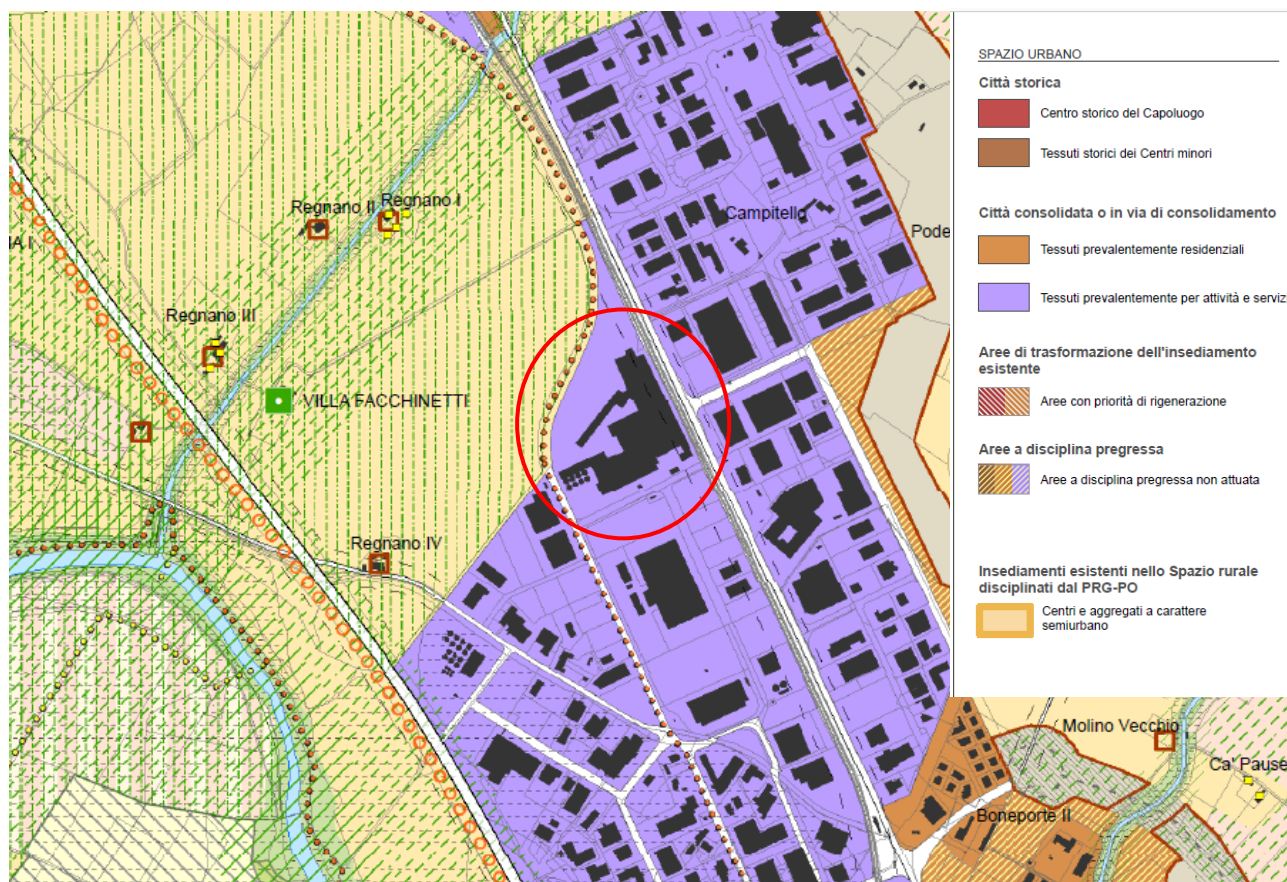 Regnano II
Regnano I
Campitello
Pode
Regnano III
VILLA FACCHINETTI
Regnano IV
Molino Vecchio
Ca' Pause
Boneporte II
SPAZIO URBANO
Città storica
Centro storico del Capoluogo
Tessuti storici dei Centri minori
Città consolidata o in via di consolidamento
Tessuti prevalentemente residenziali
Tessuti prevalentemente per attività e serviz
Aree di trasformazione dell'insediamento
esistente
Aree con priorità di rigenerazione
Aree a disciplina pregressa
Aree a disciplina pregressa non attuata
Insediamenti esistenti nello Spazio rurale
disciplinati dal PRG-PO
Centri e aggregati a carattere
semiurbano